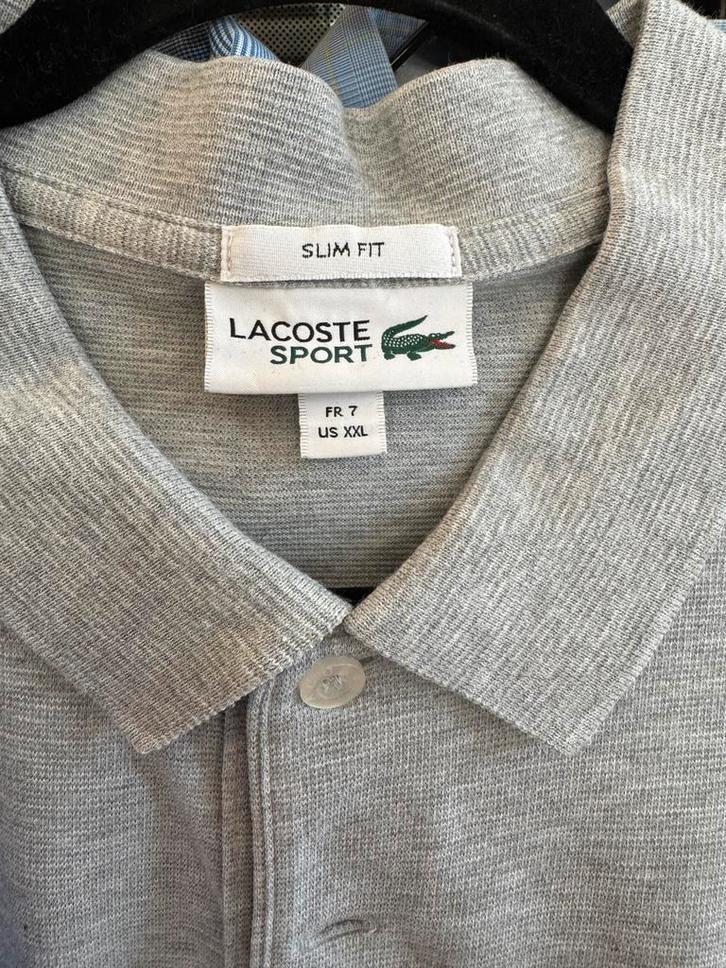 SLIM FIT
LACOSTE
SPORT
FR 7
US XXL